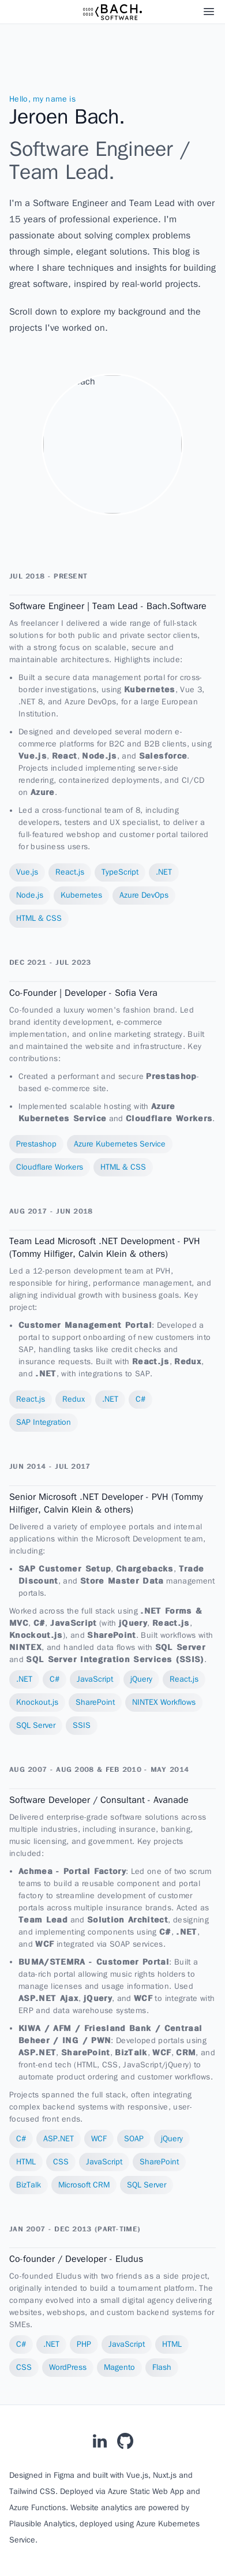 0100
0010
BACH.
SOFTWARE
Hello, my name is
Jeroen Bach.
Software Engineer /
Team Lead.
I'm a Software Engineer and Team Lead with over
15 years of professional experience. I'm
passionate about solving complex problems
through simple, elegant solutions. This blog is
where I share techniques and insights for building
great software, inspired by real-world projects.
Scroll down to explore my background and the
projects I've worked on.
JUL 2018 - PRESENT
Software Engineer | Team Lead - Bach.Software
As freelancer I delivered a wide range of full-stack
solutions for both public and private sector clients,
with a strong focus on scalable, secure and
maintainable architectures. Highlights include:
• Built a secure data management portal for cross-
border investigations, using Kubernetes, Vue 3,
.NET 8, and Azure DevOps, for a large European
Institution.
• Designed and developed several modern e-
commerce platforms for B2C and B2B clients, using
Vue.js, React, Node.js, and Salesforce.
Projects included implementing server-side
rendering, containerized deployments, and CI/CD
on Azure.
• Led a cross-functional team of 8, including
developers, testers and UX specialist, to deliver a
full-featured webshop and customer portal tailored
for business users.
Vue.js React.js TypeScript .NET
Node.js Kubernetes Azure DevOps
HTML & CSS
DEC 2021 - JUL 2023
Co-Founder | Developer - Sofia Vera
Co-founded a luxury women's fashion brand. Led
brand identity development, e-commerce
implementation, and online marketing strategy. Built
and maintained the website and infrastructure. Key
contributions:
• Created a performant and secure Prestashop-
based e-commerce site.
• Implemented scalable hosting with Azure
Kubernetes Service and Cloudflare Workers.
Prestashop Azure Kubernetes Service
Cloudflare Workers HTML & CSS
AUG 2017 - JUN 2018
Team Lead Microsoft .NET Development - PVH
(Tommy Hilfiger, Calvin Klein & others)
Led a 12-person development team at PVH,
responsible for hiring, performance management, and
aligning individual growth with business goals. Key
project:
• Customer Management Portal: Developed a
portal to support onboarding of new customers into
SAP, handling tasks like credit checks and
insurance requests. Built with React.js, Redux,
and .NET, with integrations to SAP.
React.js Redux .NET C#
SAP Integration
JUN 2014 - JUL 2017
Senior Microsoft .NET Developer - PVH (Tommy
Hilfiger, Calvin Klein & others)
Delivered a variety of employee portals and internal
applications within the Microsoft Development team,
including:
• SAP Customer Setup, Chargebacks, Trade
Discount, and Store Master Data management
portals.
Worked across the full stack using .NET Forms &
MVC, C#, JavaScript (with jQuery, React.js,
Knockout.js), and SharePoint. Built workflows with
NINTEX, and handled data flows with SQL Server
and SQL Server Integration Services (SSIS).
.NET C# JavaScript jQuery React.js
Knockout.js SharePoint NINTEX Workflows
SQL Server SSIS
AUG 2007 - AUG 2008 & FEB 2010 - MAY 2014
Software Developer / Consultant - Avanade
Delivered enterprise-grade software solutions across
multiple industries, including insurance, banking,
music licensing, and government. Key projects
included:
• Achmea - Portal Factory: Led one of two scrum
teams to build a reusable component and portal
factory to streamline development of customer
portals across multiple insurance brands. Acted as
Team Lead and Solution Architect, designing
and implementing components using C#, .NET,
and WCF integrated via SOAP services.
• BUMA/STEMRA - Customer Portal: Built a
data-rich portal allowing music rights holders to
manage licenses and usage information. Used
ASP.NET Ajax, jQuery, and WCF to integrate with
ERP and data warehouse systems.
• KIWA / AFM / Friesland Bank / Centraal
Beheer / ING / PWN: Developed portals using
ASP.NET, SharePoint, BizTalk, WCF, CRM, and
front-end tech (HTML, CSS, JavaScript/jQuery) to
automate product ordering and customer workflows.
Projects spanned the full stack, often integrating
complex backend systems with responsive, user-
focused front ends.
C# ASP.NET WCF SOAP jQuery
HTML CSS JavaScript SharePoint
BizTalk Microsoft CRM SQL Server
JAN 2007 - DEC 2013 (PART-TIME)
Co-founder / Developer - Eludus
Co-founded Eludus with two friends as a side project,
originally intended to build a tournament platform. The
company evolved into a small digital agency delivering
websites, webshops, and custom backend systems for
SMEs.
C# .NET PHP JavaScript HTML
CSS WordPress Magento Flash
Designed in Figma and built with Vue.js, Nuxt.js and
Tailwind CSS. Deployed via Azure Static Web App and
Azure Functions. Website analytics are powered by
Plausible Analytics, deployed using Azure Kubernetes
Service.